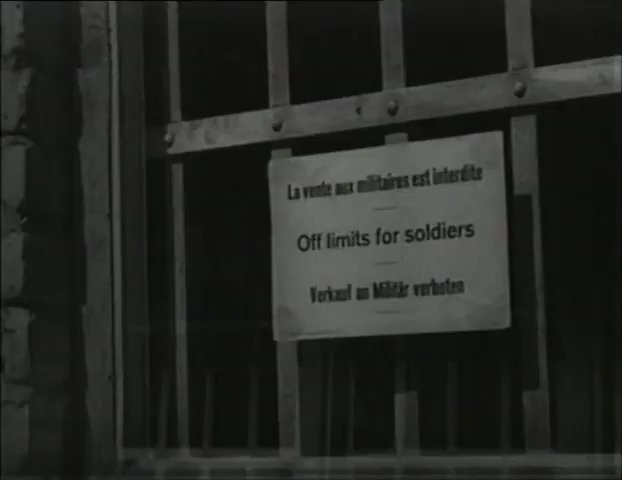 La vente aux militaires est interdite
Off limits for soldiers
Verkauf an Militär verboten